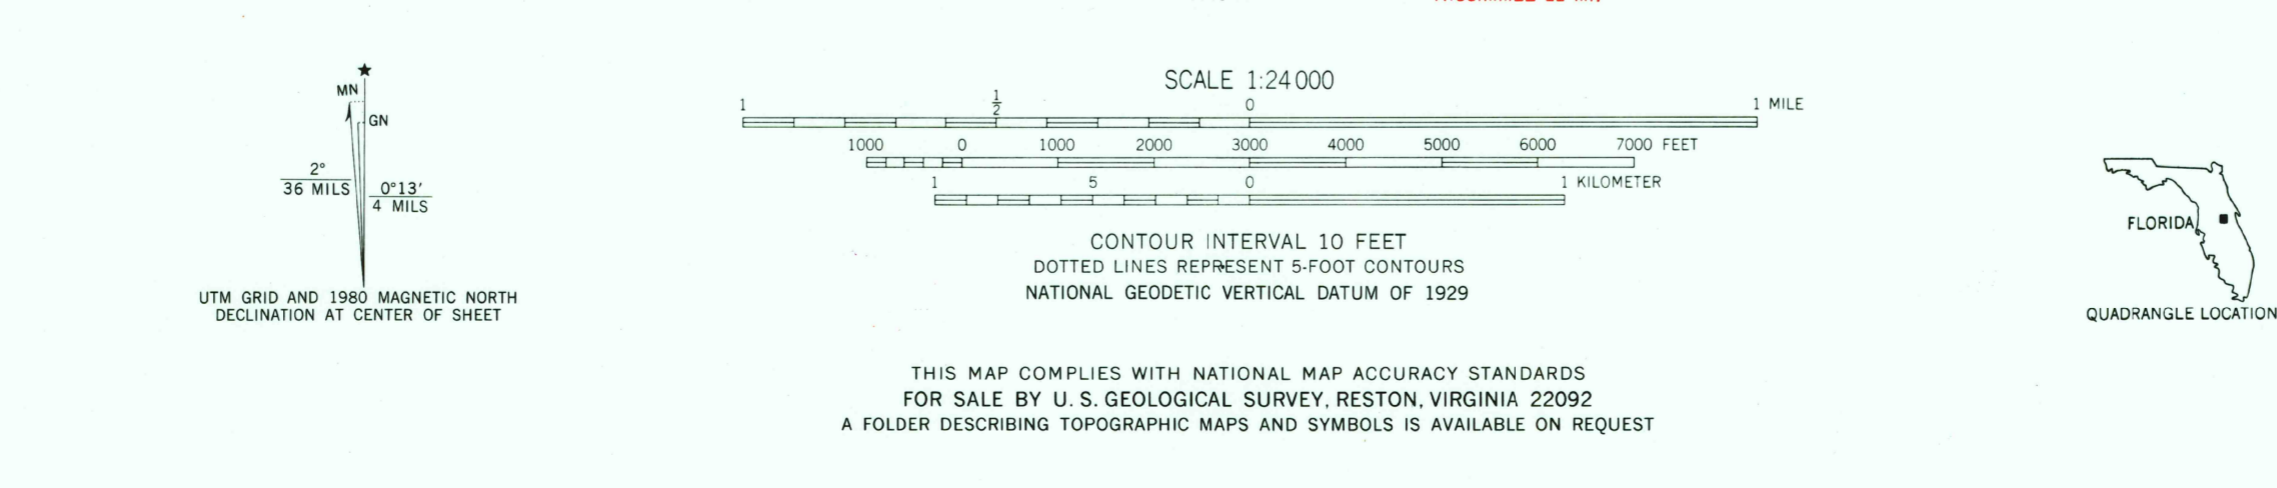 SCALE 1:24 000
1 1/2 0 1 MILE
1000 0 1000 2000 3000 4000 5000 6000 7000 FEET
1 5 0 1 KILOMETER
CONTOUR INTERVAL 10 FEET
DOTTED LINES REPRESENT 5-FOOT CONTOURS
NATIONAL GEODETIC VERTICAL DATUM OF 1929
THIS MAP COMPLIES WITH NATIONAL MAP ACCURACY STANDARDS
FOR SALE BY U. S. GEOLOGICAL SURVEY, RESTON, VIRGINIA 22092
A FOLDER DESCRIBING TOPOGRAPHIC MAPS AND SYMBOLS IS AVAILABLE ON REQUEST
★
MN
GN
2°
36 MILS
0°13′
4 MILS
UTM GRID AND 1980 MAGNETIC NORTH
DECLINATION AT CENTER OF SHEET
FLORIDA
QUADRANGLE LOCATION